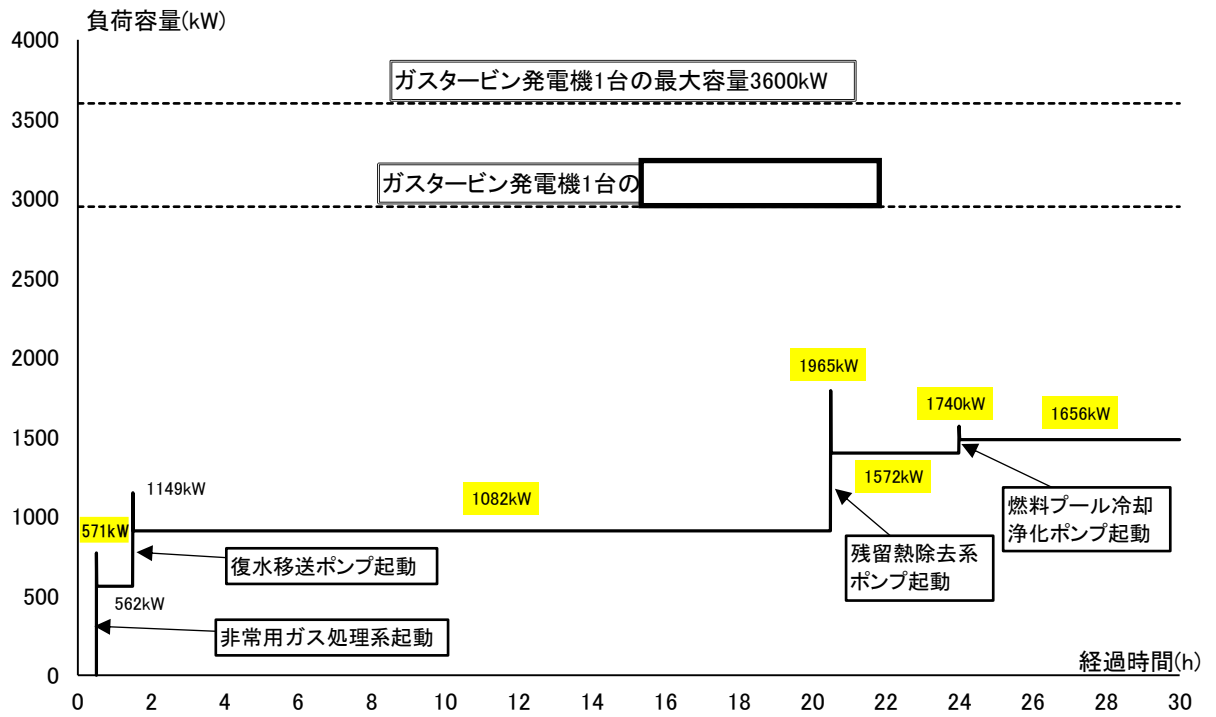 負荷容量(kW)
4000
ガスタービン発電機1台の最大容量3600kW
3500
ガスタービン発電機1台の
3000
2500
2000
1965kW
1740kW
1656kW
1500
1572kW
1149kW
1082kW
燃料プール冷却
浄化ポンプ起動
1000
571kW
残留熱除去系
ポンプ起動
復水移送ポンプ起動
500
562kW
非常用ガス処理系起動
0
経過時間(h)
0 2 4 6 8 10 12 14 16 18 20 22 24 26 28 30